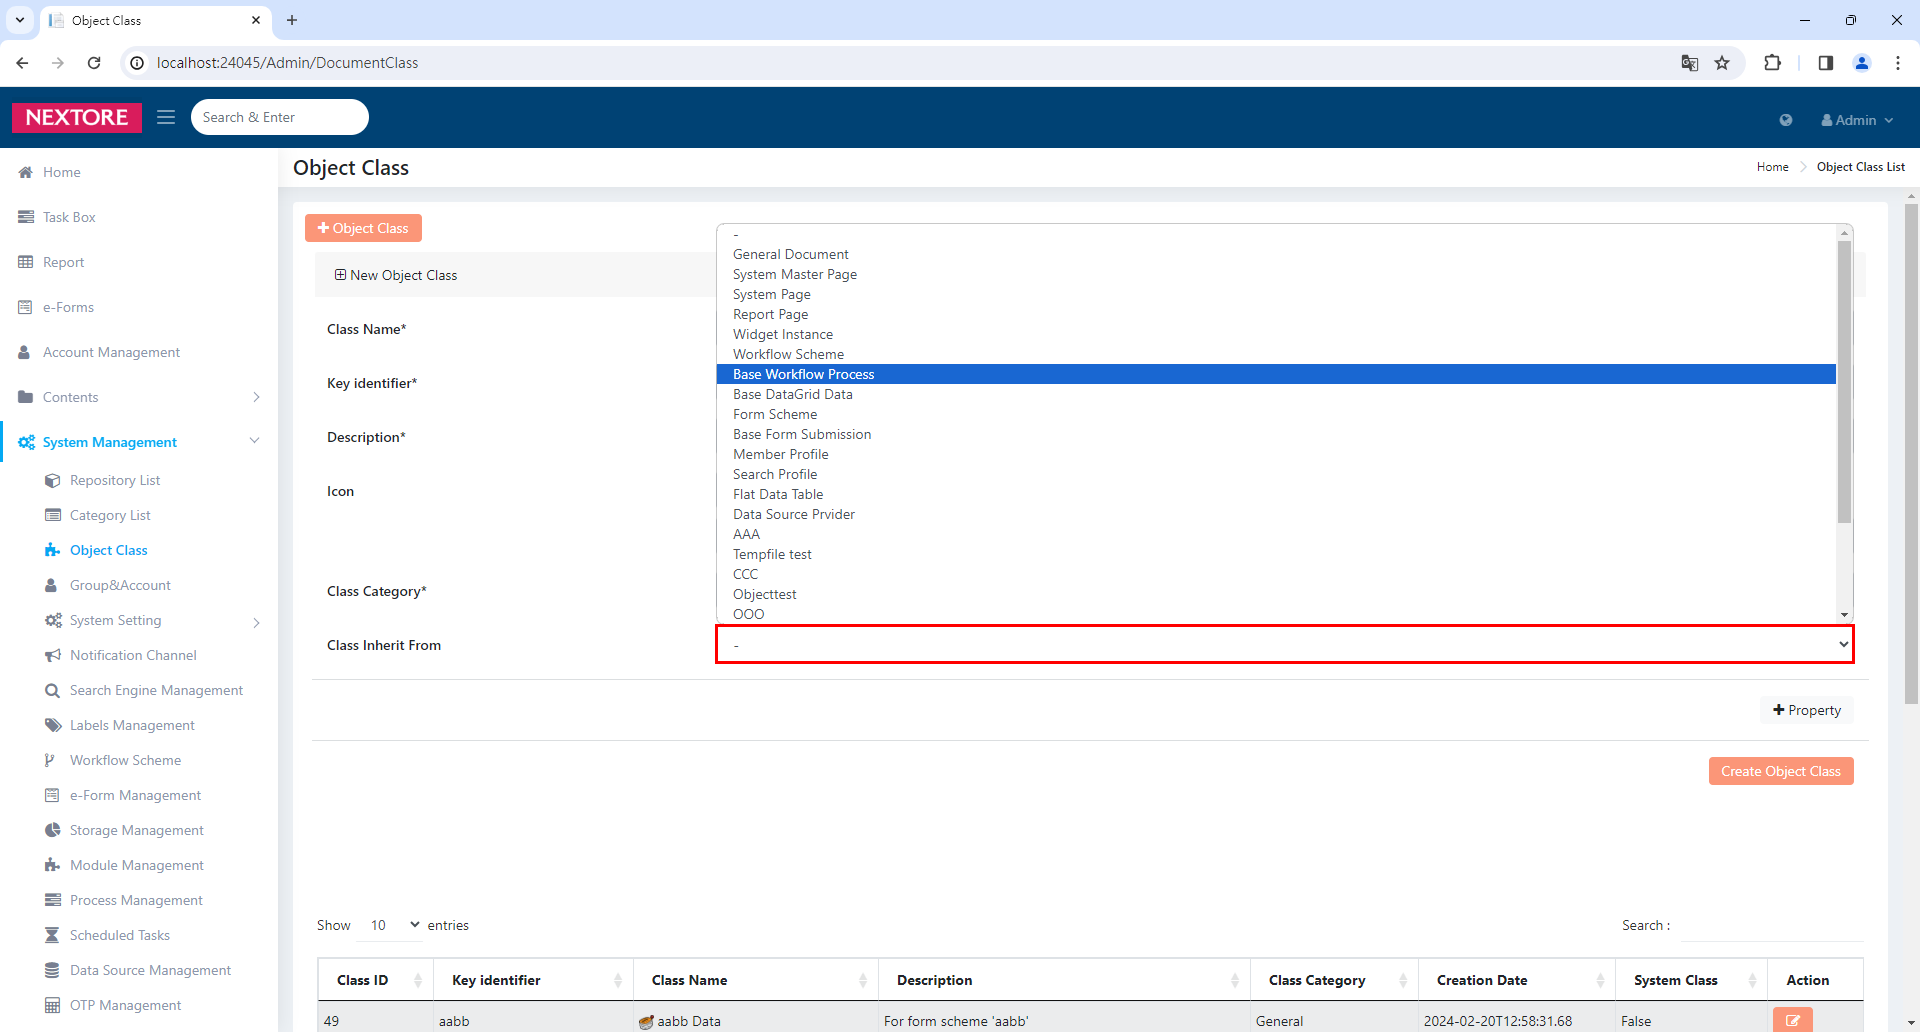 Object Class
localhost:24045/Admin/DocumentClass
NEXTORE
Search & Enter
Admin
Home
Task Box
Report
e-Forms
Account Management
Contents
System Management
Repository List
Category List
Object Class
Group&Account
System Setting
Notification Channel
Search Engine Management
Labels Management
Workflow Scheme
e-Form Management
Storage Management
Module Management
Process Management
Scheduled Tasks
Data Source Management
OTP Management
Object Class
Home
Object Class List
Object Class
New Object Class
Class Name*
Key identifier*
Description*
Icon
Class Category*
Class Inherit From
-
General Document
System Master Page
System Page
Report Page
Widget Instance
Workflow Scheme
Base Workflow Process
Base DataGrid Data
Form Scheme
Base Form Submission
Member Profile
Search Profile
Flat Data Table
Data Source Prvider
AAA
Tempfile test
CCC
Objecttest
OOO
-
Property
Create Object Class
Show 10 entries
Search :
Class ID Key identifier Class Name Description Class Category Creation Date System Class Action
49 aabb aabb Data For form scheme 'aabb' General 2024-02-20T12:58:31.68 False